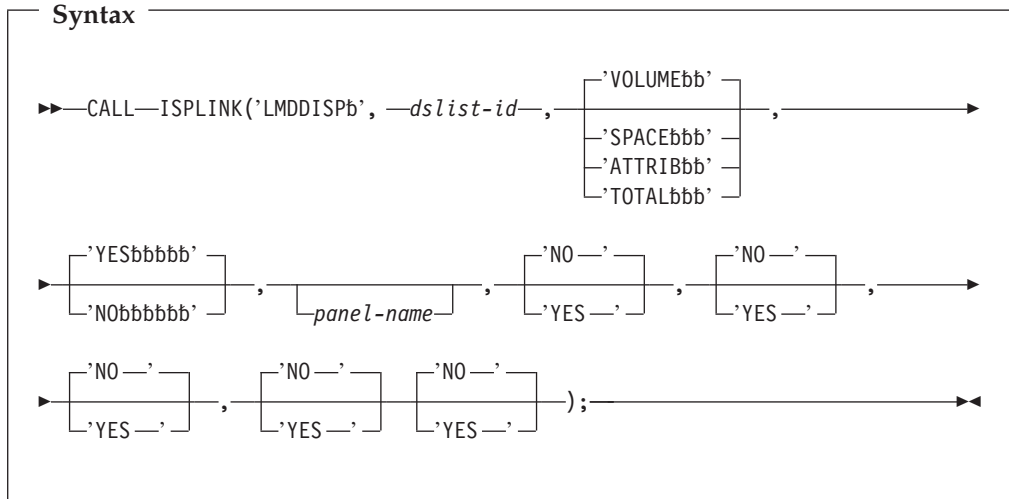 Syntax
'VOLUMEƀƀ'
CALL ISPLINK('LMDDISPƀ', dslist-id , ,
'SPACEƀƀƀ'
'ATTRIBƀƀ'
'TOTALƀƀƀ'
'YESƀƀƀƀƀ' 'NO ' 'NO '
, , , ,
'NOƀƀƀƀƀƀ' panel-name 'YES ' 'YES '
'NO ' 'NO ' 'NO '
, );
'YES ' 'YES ' 'YES '